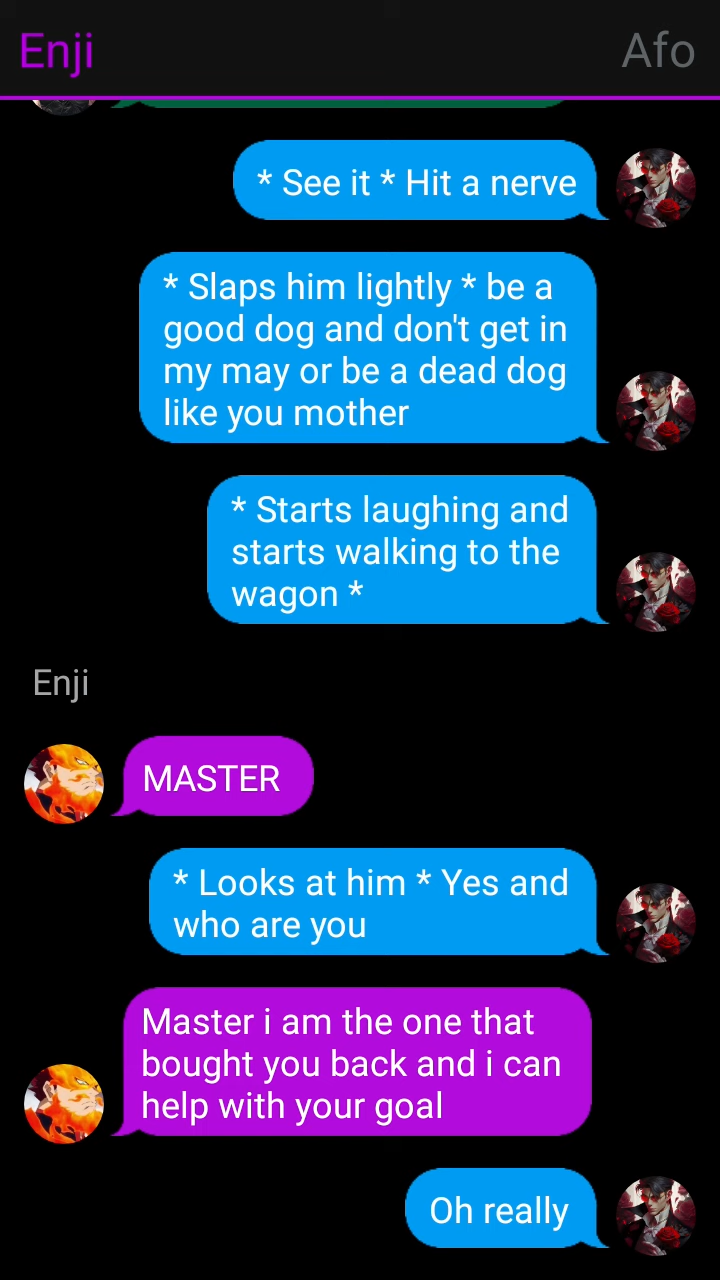 Enji
Afo
* See it * Hit a nerve
* Slaps him lightly * be a
good dog and don't get in
my may or be a dead dog
like you mother
* Starts laughing and
starts walking to the
wagon *
Enji
MASTER
* Looks at him * Yes and
who are you
Master i am the one that
bought you back and i can
help with your goal
Oh really